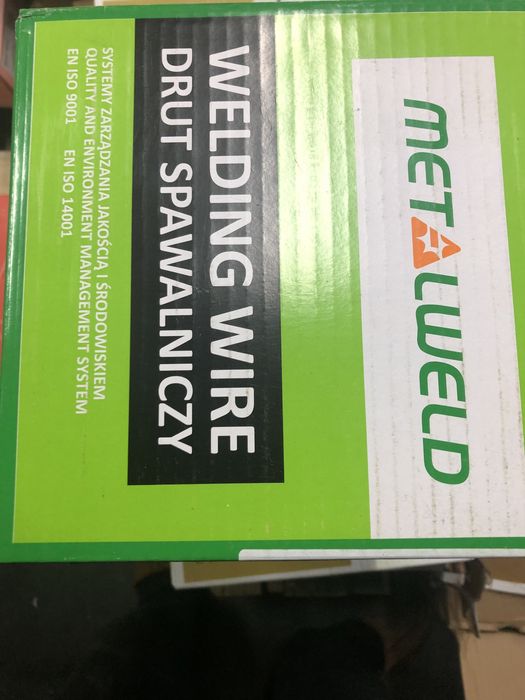 METALWELD
WELDING WIRE
DRUT SPAWALNICZY
SYSTEMY ZARZĄDZANIA JAKOŚCIĄ I ŚRODOWISKIEM
QUALITY AND ENVIRONMENT MANAGEMENT SYSTEM
EN ISO 9001 EN ISO 14001